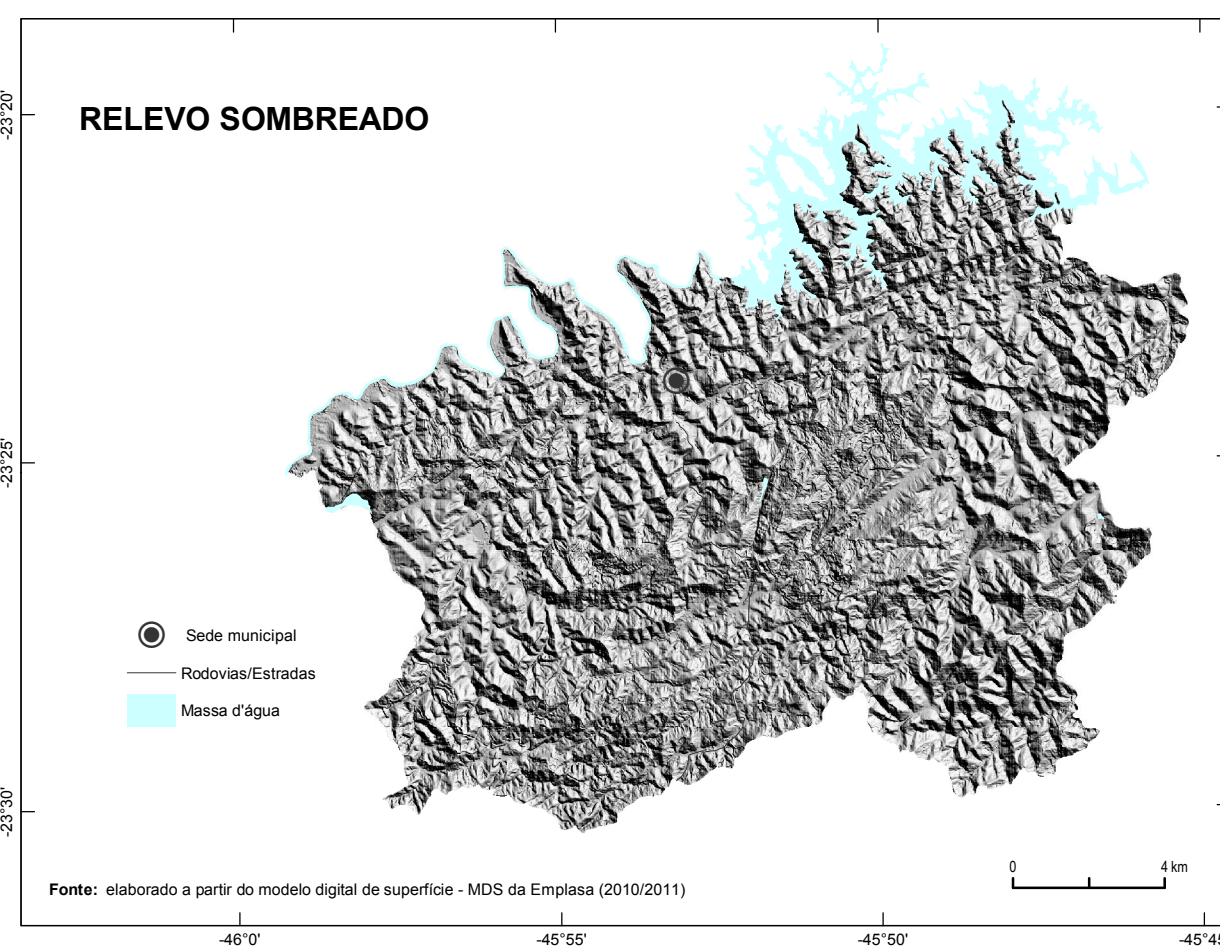 RELEVO SOMBREADO
-23°20'
-23°25'
-23°30'
Sede municipal
Rodovias/Estradas
Massa d'água
0 4 km
Fonte: elaborado a partir do modelo digital de superfície - MDS da Emplasa (2010/2011)
-46°0' -45°55' -45°50'